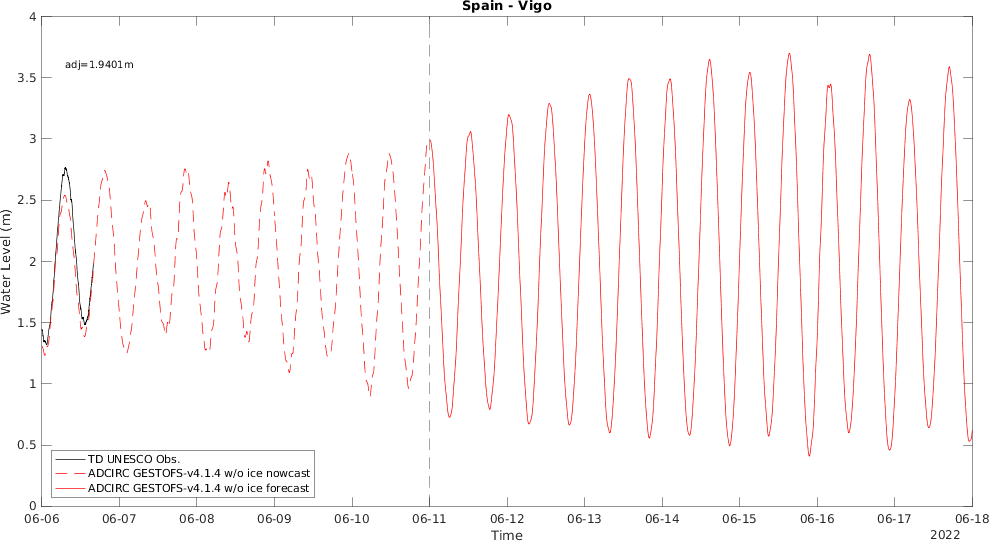 Spain - Vigo
adj=1.9401m
Water Level (m)
4
3.5
3
2.5
2
1.5
1
0.5
0
TD UNESCO Obs.
ADCIRC GESTOFS-v4.1.4 w/o ice nowcast
ADCIRC GESTOFS-v4.1.4 w/o ice forecast
06-06 06-07 06-08 06-09 06-10 06-11 06-12 06-13 06-14 06-15 06-16 06-17 06-18
Time
2022